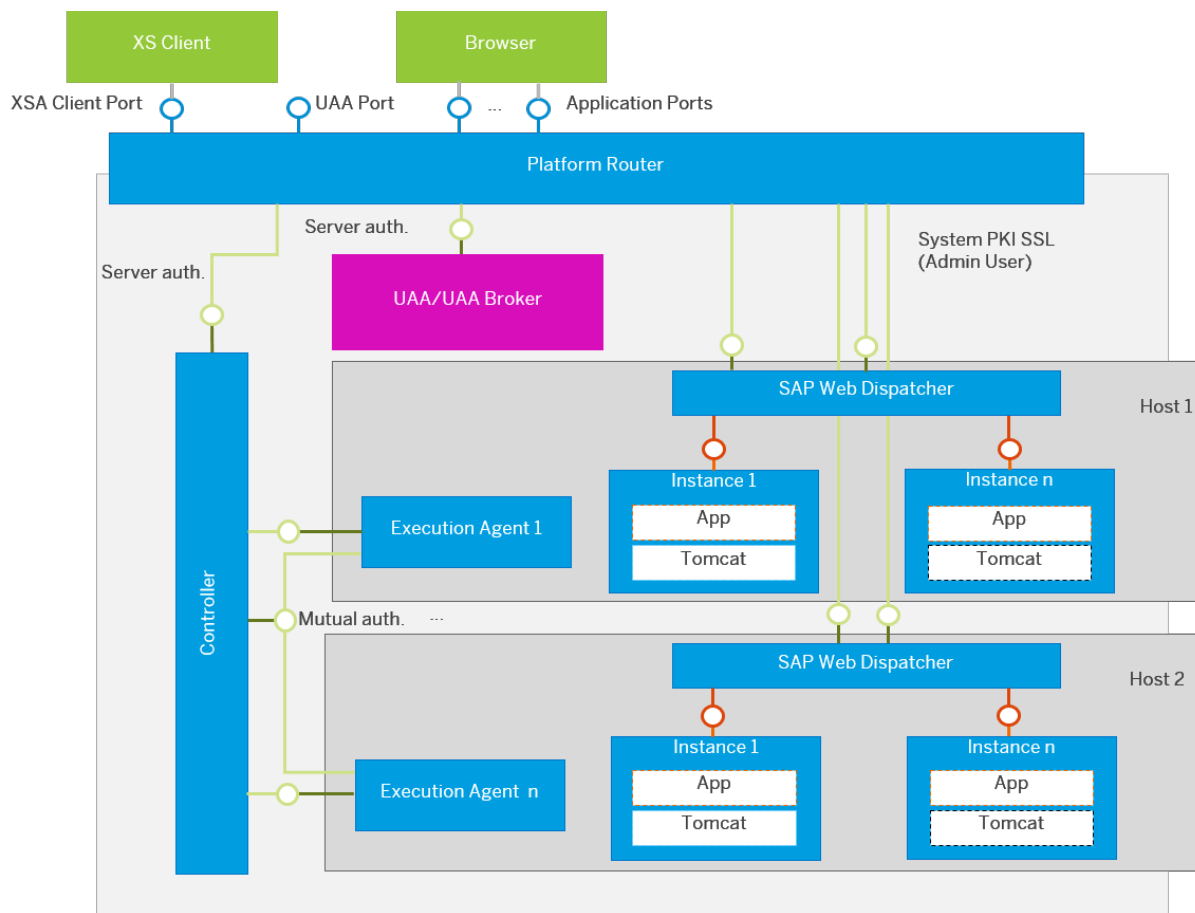 XS Client
Browser
XSA Client Port
UAA Port
...
Application Ports
Platform Router
Server auth.
System PKI SSL
(Admin User)
Server auth.
UAA/UAA Broker
SAP Web Dispatcher
Host 1
Instance 1
Instance n
App
App
Execution Agent 1
Tomcat
Tomcat
Controller
Mutual auth.
...
SAP Web Dispatcher
Host 2
Instance 1
Instance n
App
App
Execution Agent n
Tomcat
Tomcat